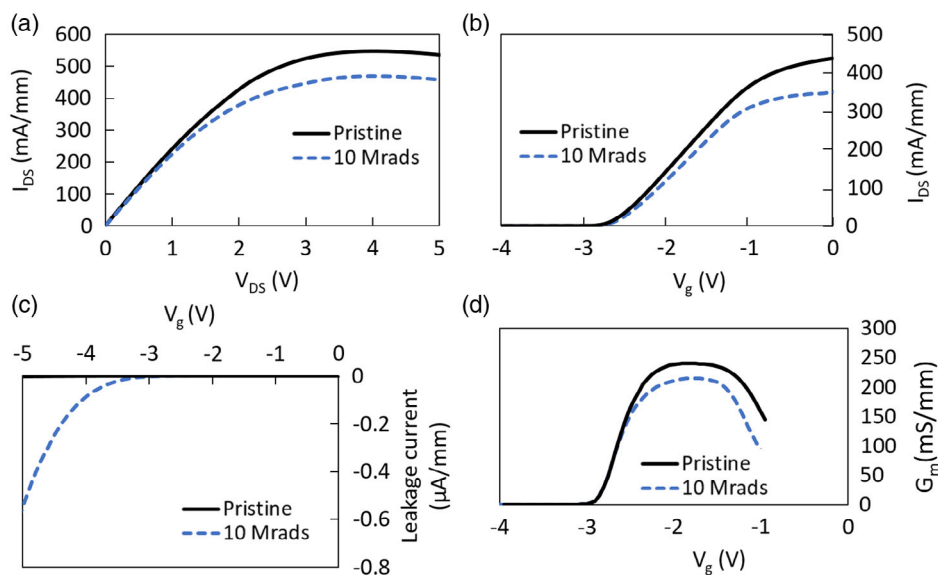 (a)
600
500
400
300
200
100
0
I_DS (mA/mm)
Pristine
10 Mrads
0 1 2 3 4 5
V_DS (V)
(b)
500
400
300
200
100
0
I_DS (mA/mm)
Pristine
10 Mrads
-4 -3 -2 -1 0
V_g (V)
(c)
V_g (V)
-5 -4 -3 -2 -1 0
0
-0.2
-0.4
-0.6
-0.8
Leakage current
(μA/mm)
Pristine
10 Mrads
(d)
300
250
200
150
100
50
0
G_m(mS/mm)
Pristine
10 Mrads
-4 -3 -2 -1 0
V_g (V)